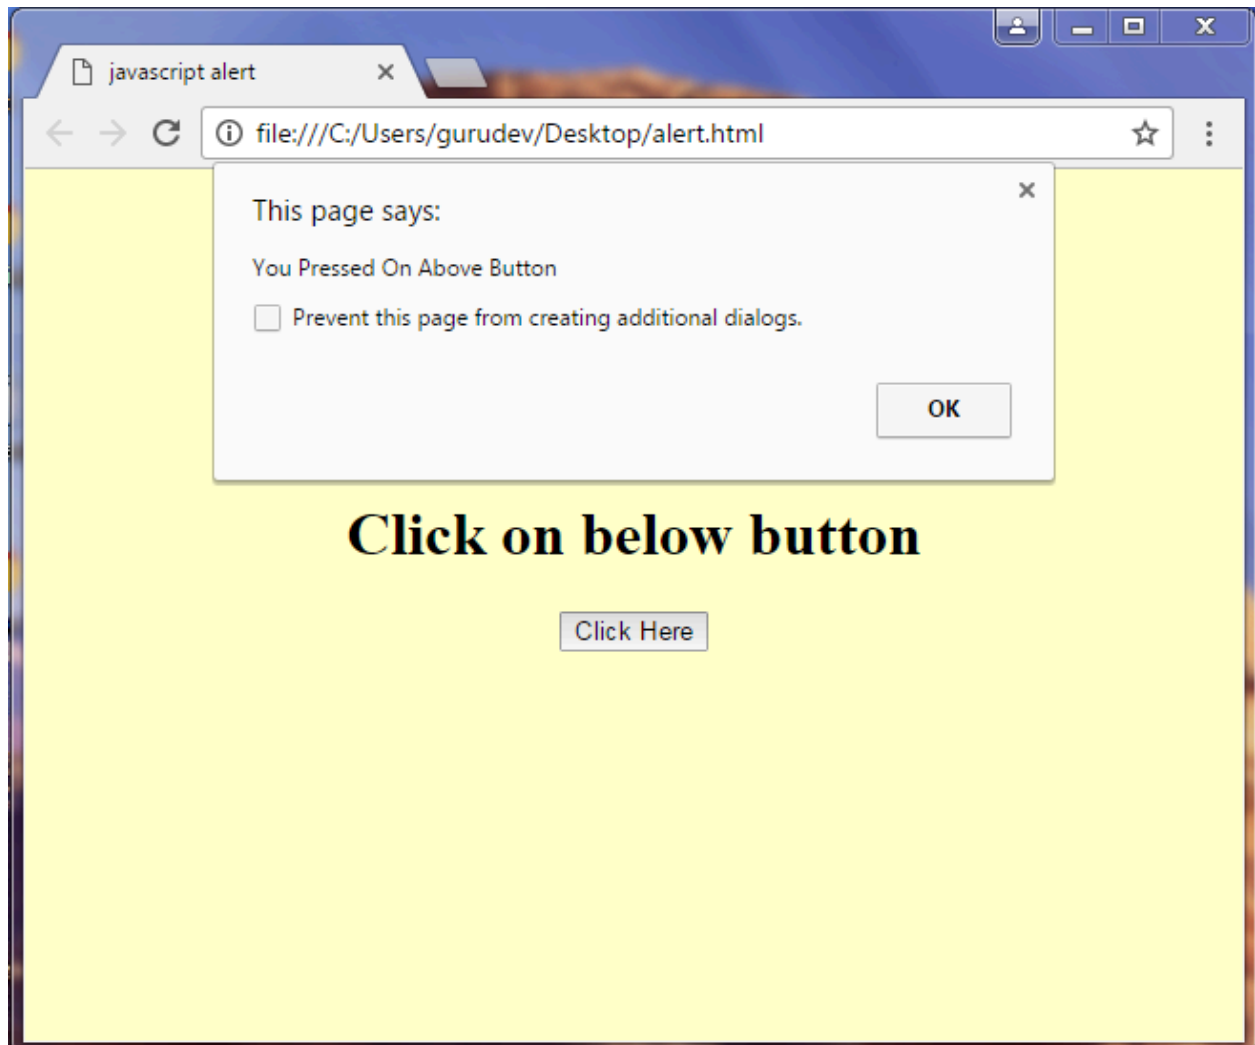 javascript alert
file:///C:/Users/gurudev/Desktop/alert.html
This page says:
You Pressed On Above Button
Prevent this page from creating additional dialogs.
OK
Click on below button
Click Here